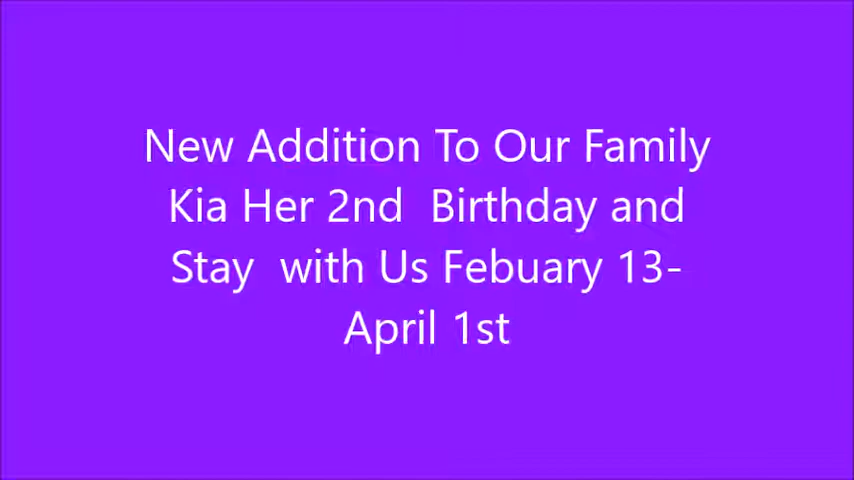 New Addition To Our Family
Kia Her 2nd  Birthday and
Stay  with Us Febuary 13-
April 1st